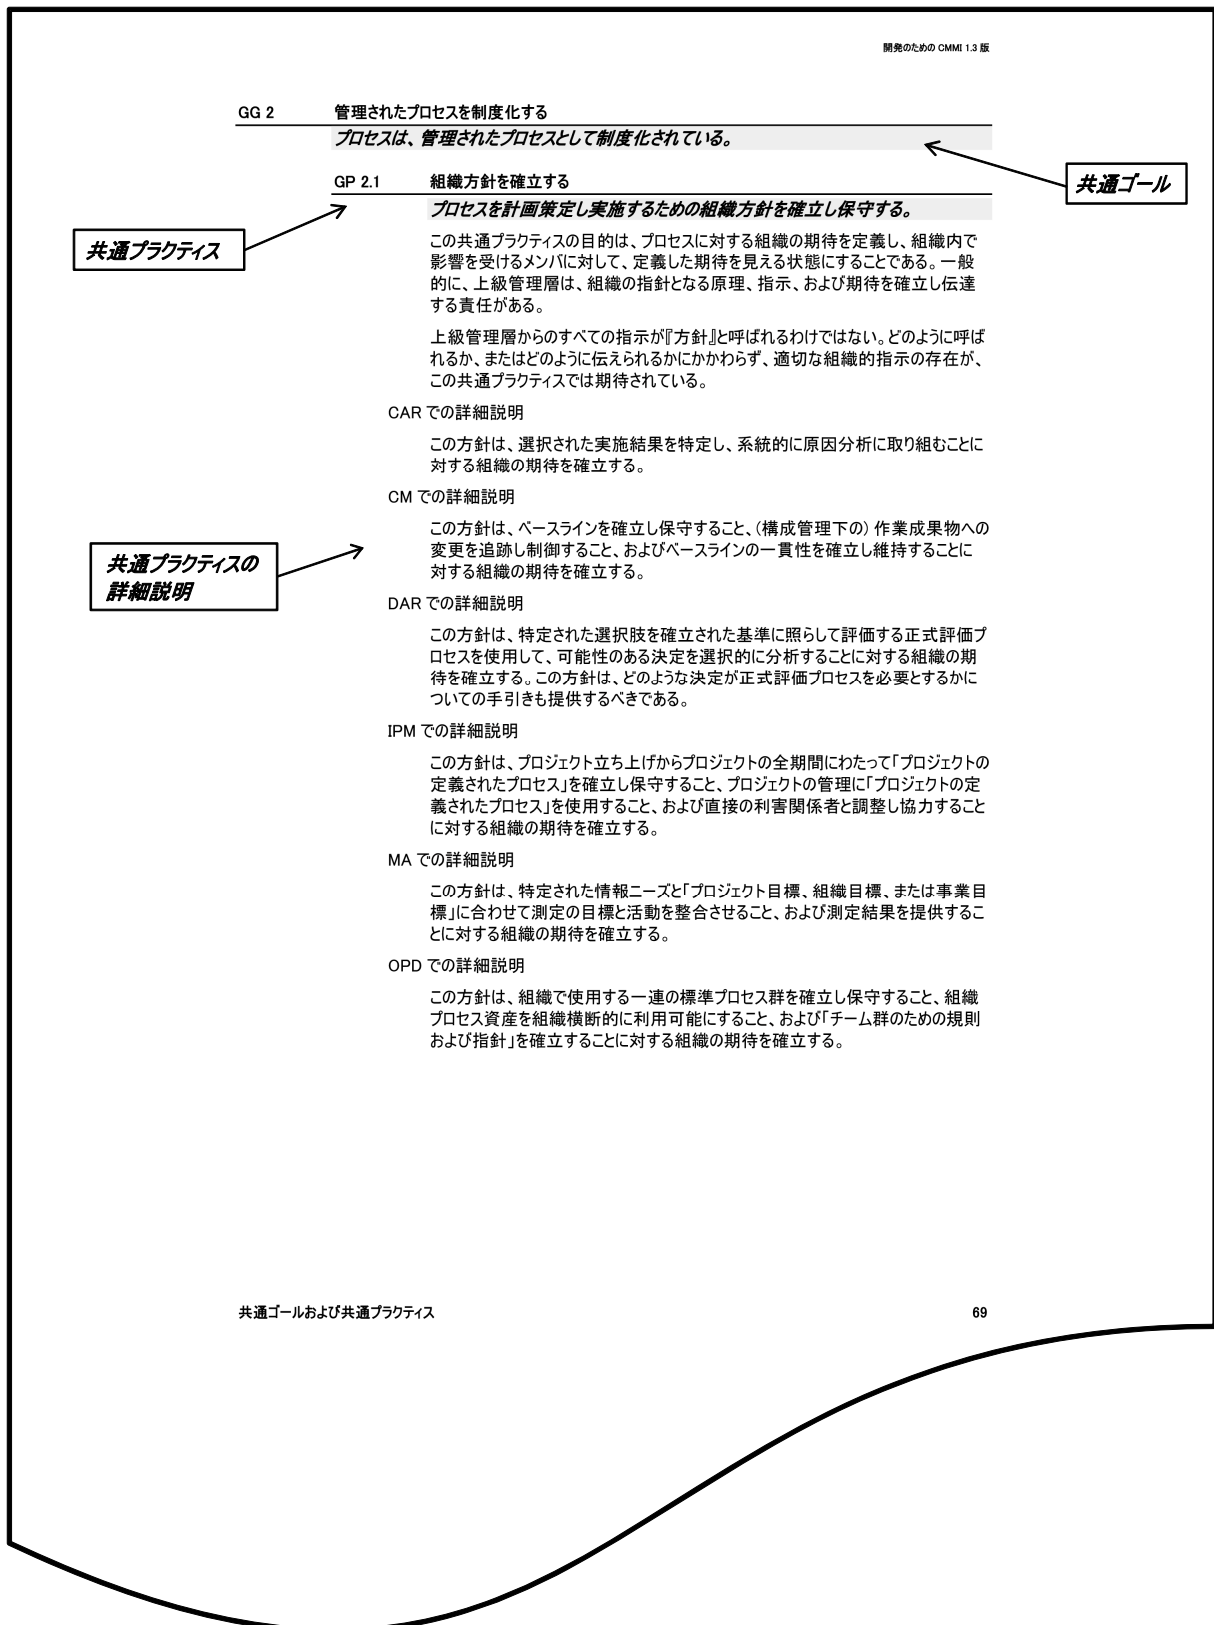 開発のための CMMI 1.3 版
GG 2 管理されたプロセスを制度化する
プロセスは、管理されたプロセスとして制度化されている。
共通ゴール
GP 2.1 組織方針を確立する
プロセスを計画策定し実施するための組織方針を確立し保守する。
共通プラクティス
この共通プラクティスの目的は、プロセスに対する組織の期待を定義し、組織内で
影響を受けるメンバに対して、定義した期待を見える状態にすることである。一般
的に、上級管理層は、組織の指針となる原理、指示、および期待を確立し伝達
する責任がある。
上級管理層からのすべての指示が『方針』と呼ばれるわけではない。どのように呼ば
れるか、またはどのように伝えられるかにかかわらず、適切な組織的指示の存在が、
この共通プラクティスでは期待されている。
CAR での詳細説明
この方針は、選択された実施結果を特定し、系統的に原因分析に取り組むことに
対する組織の期待を確立する。
CM での詳細説明
この方針は、ベースラインを確立し保守すること、(構成管理下の) 作業成果物への
変更を追跡し制御すること、およびベースラインの一貫性を確立し維持することに
対する組織の期待を確立する。
共通プラクティスの
詳細説明
DAR での詳細説明
この方針は、特定された選択肢を確立された基準に照らして評価する正式評価プ
ロセスを使用して、可能性のある決定を選択的に分析することに対する組織の期
待を確立する。この方針は、どのような決定が正式評価プロセスを必要とするかに
ついての手引きも提供するべきである。
IPM での詳細説明
この方針は、プロジェクト立ち上げからプロジェクトの全期間にわたって「プロジェクトの
定義されたプロセス」を確立し保守すること、プロジェクトの管理に「プロジェクトの定
義されたプロセス」を使用すること、および直接の利害関係者と調整し協力すること
に対する組織の期待を確立する。
MA での詳細説明
この方針は、特定された情報ニーズと「プロジェクト目標、組織目標、または事業目
標」に合わせて測定の目標と活動を整合させること、および測定結果を提供するこ
とに対する組織の期待を確立する。
OPD での詳細説明
この方針は、組織で使用する一連の標準プロセス群を確立し保守すること、組織
プロセス資産を組織横断的に利用可能にすること、および「チーム群のための規則
および指針」を確立することに対する組織の期待を確立する。
共通ゴールおよび共通プラクティス 69